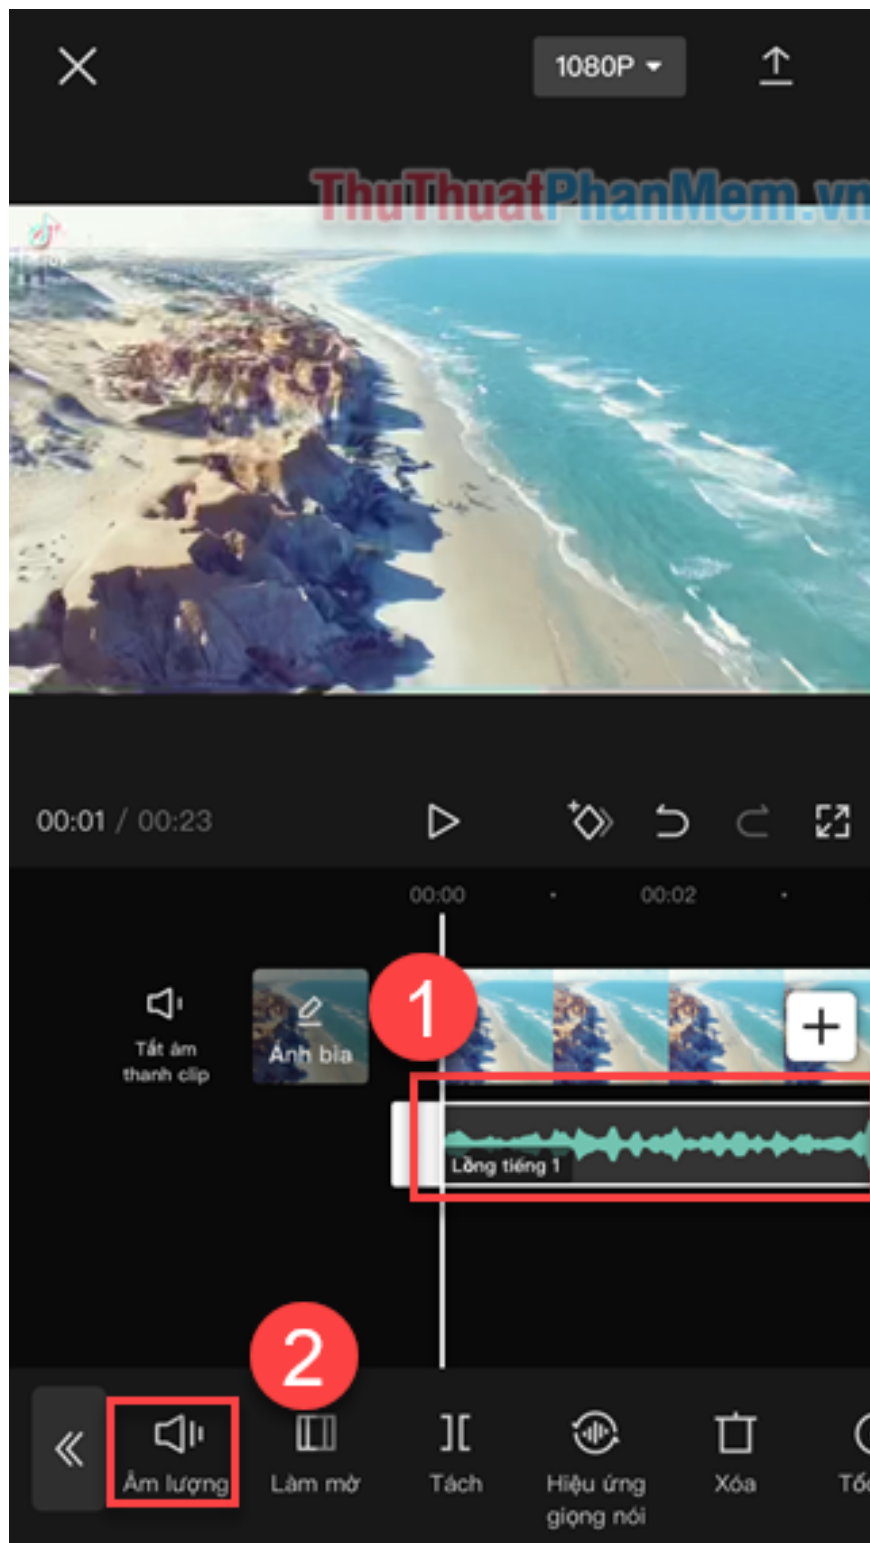 1080P
ThuThuatPhanMem.vn
00:01 / 00:23
00:00
00:02
1
Tắt âm
thanh clip
Ảnh bìa
Lồng tiếng 1
2
Âm lượng
Làm mờ
Tách
Hiệu ứng
giọng nói
Xóa